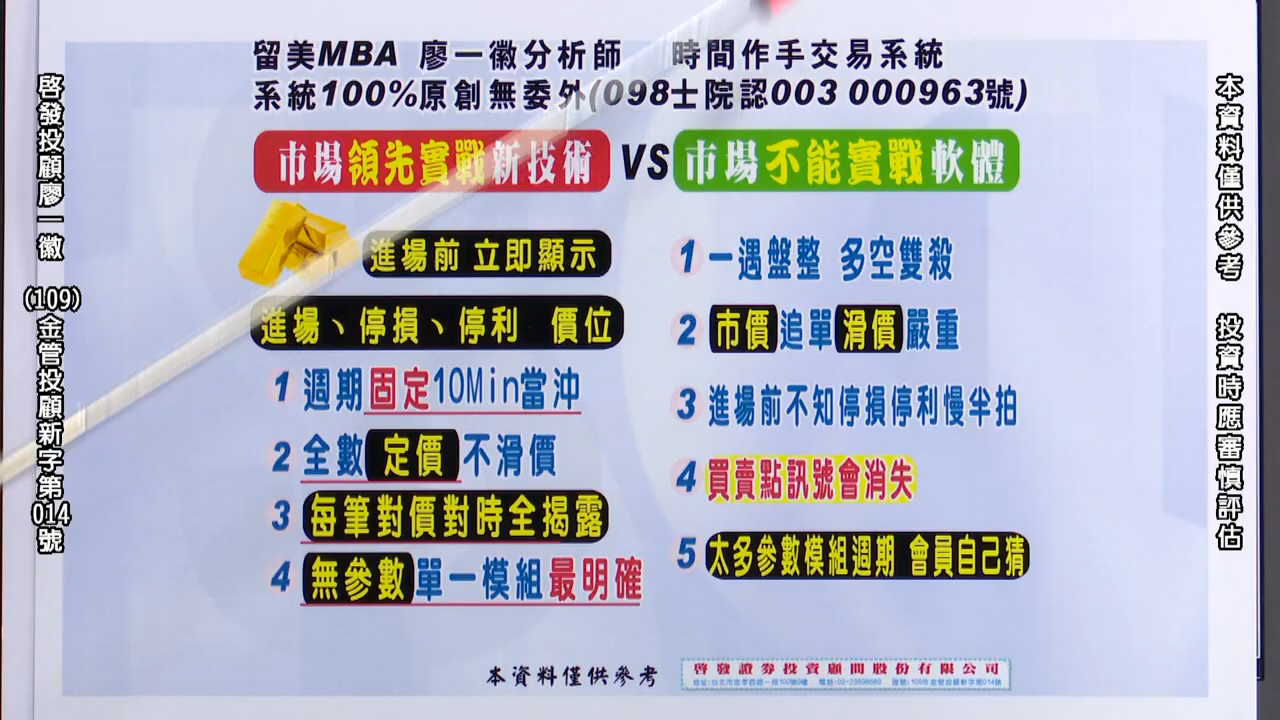 留美MBA 廖一徽分析師 時間作手交易系統
系統100%原創無委外(098士院認003 000963號)
市場領先實戰新技術 VS 市場不能實戰軟體
進場前 立即顯示
進場、停損、停利 價位
1 週期固定10Min當沖
2 全數定價不滑價
3 每筆對價對時全揭露
4 無參數單一模組最明確
1 一遇盤整 多空雙殺
2 市價追單滑價嚴重
3 進場前不知停損停利慢半拍
4 買賣點訊號會消失
5 太多參數模組週期 會員自己猜
本資料僅供參考
啓發證券投資顧問股份有限公司
啓發投顧廖一徽 (109)金管投顧新字第014號
本資料僅供參考 投資時應審慎評估